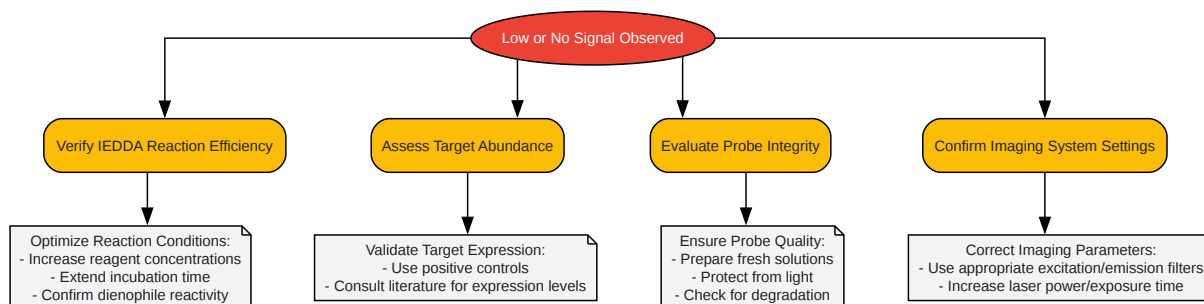 Low or No Signal Observed
Verify IEDDA Reaction Efficiency
Assess Target Abundance
Evaluate Probe Integrity
Confirm Imaging System Settings
Optimize Reaction Conditions:
- Increase reagent concentrations
- Extend incubation time
- Confirm dienophile reactivity
Validate Target Expression:
- Use positive controls
- Consult literature for expression levels
Ensure Probe Quality:
- Prepare fresh solutions
- Protect from light
- Check for degradation
Correct Imaging Parameters:
- Use appropriate excitation/emission filters
- Increase laser power/exposure time